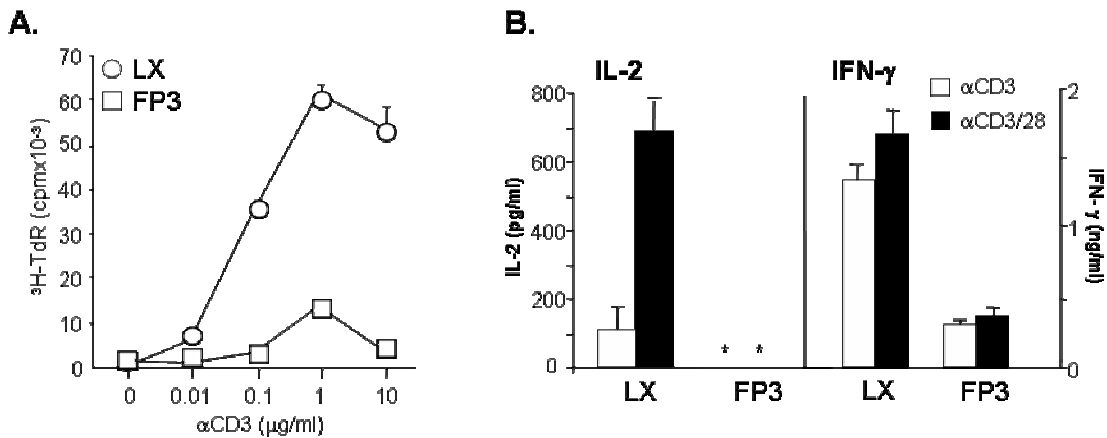 A.
LX
FP3
70
60
50
40
30
20
10
0
³H-TdR (cpmx10⁻³)
0 0.01 0.1 1 10
αCD3 (μg/ml)
B.
IL-2
IFN-γ
αCD3
αCD3/28
800
600
400
200
0
IL-2 (pg/ml)
2
1
0
IFN- γ (ng/ml)
* *
LX FP3 LX FP3